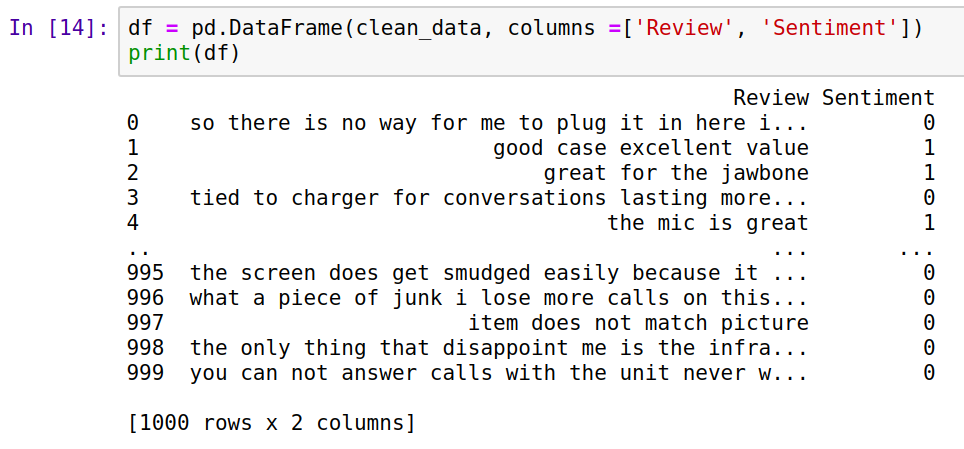 In [14]: df = pd.DataFrame(clean_data, columns =['Review', 'Sentiment'])
print(df)
Review Sentiment
0 so there is no way for me to plug it in here i... 0
1 good case excellent value 1
2 great for the jawbone 1
3 tied to charger for conversations lasting more... 0
4 the mic is great 1
.. ... ...
995 the screen does get smudged easily because it ... 0
996 what a piece of junk i lose more calls on this... 0
997 item does not match picture 0
998 the only thing that disappoint me is the infra... 0
999 you can not answer calls with the unit never w... 0
[1000 rows x 2 columns]